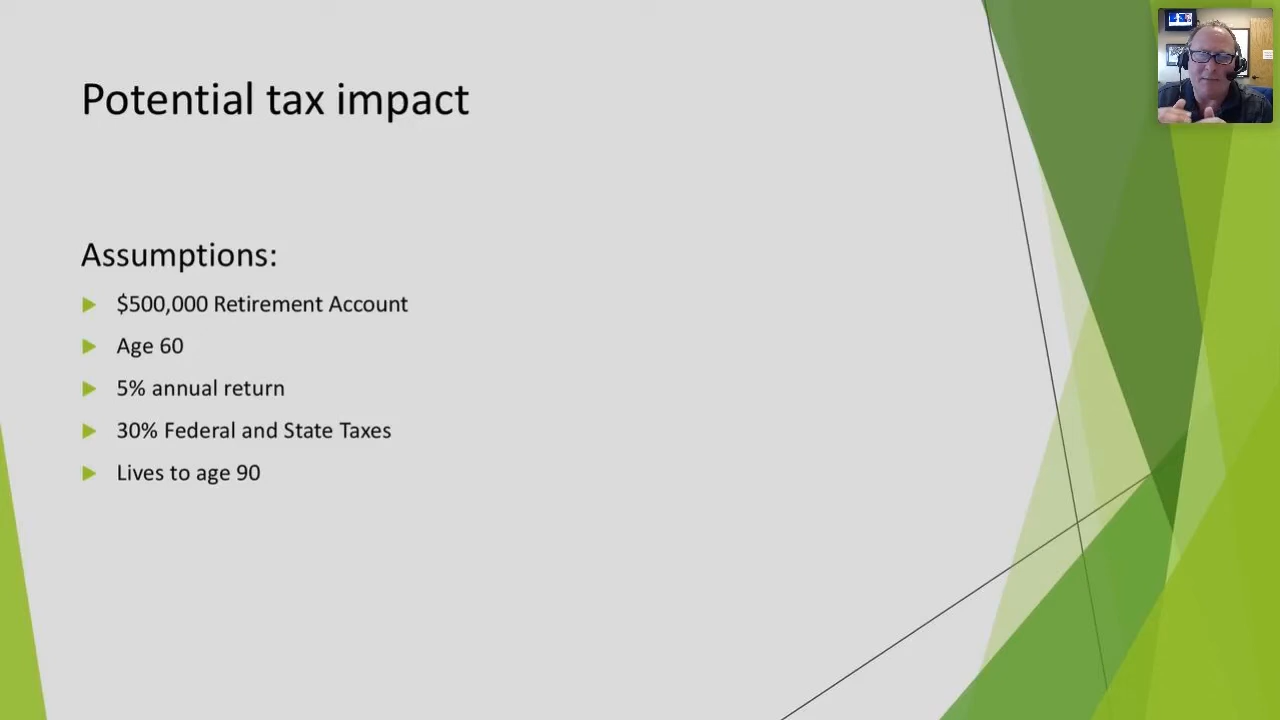 Potential tax impact
Assumptions:
$500,000 Retirement Account
Age 60
5% annual return
30% Federal and State Taxes
Lives to age 90